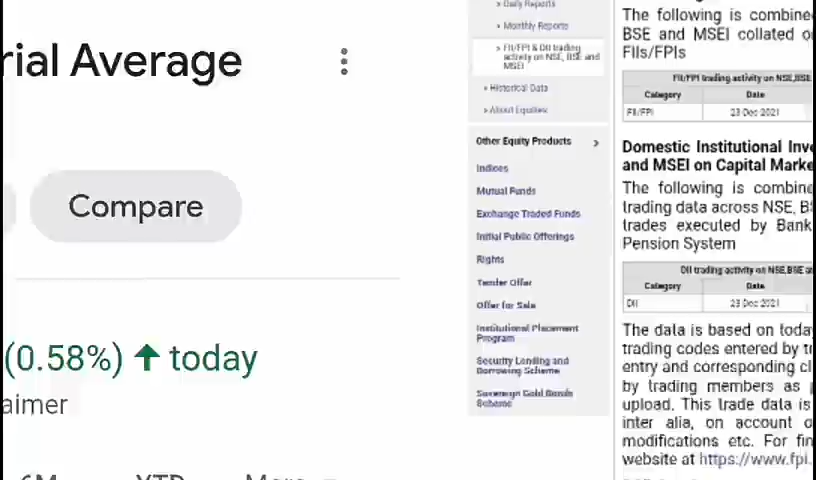 rial Average
Compare
(0.58%) ↑ today
aimer
6M YTD More
Daily Reports
Monthly Reports
FII/FPI & DII trading
activity on NSE, BSE and
MSEI
Historical Data
About Equities
Other Equity Products
Indices
Mutual Funds
Exchange Traded Funds
Initial Public Offerings
Rights
Tender Offer
Offer for Sale
Institutional Placement
Program
Security Lending and
Borrowing Scheme
Sovereign Gold Bonds
Scheme
The following is combine
BSE and MSEI collated o
FIIs/FPIs
FII/FPI trading activity on NSE,BSE
Category Date
FII/FPI 23-Dec-2021
Domestic Institutional Inve
and MSEI on Capital Marke
The following is combine
trading data across NSE, BS
trades executed by Bank
Pension System
DII trading activity on NSE,BSE a
Category Date
DII 23-Dec-2021
The data is based on toda
trading codes entered by tr
entry and corresponding cl
by trading members as p
upload. This trade data is
inter alia, on account o
modifications etc. For fin
website at https://www.fpi.